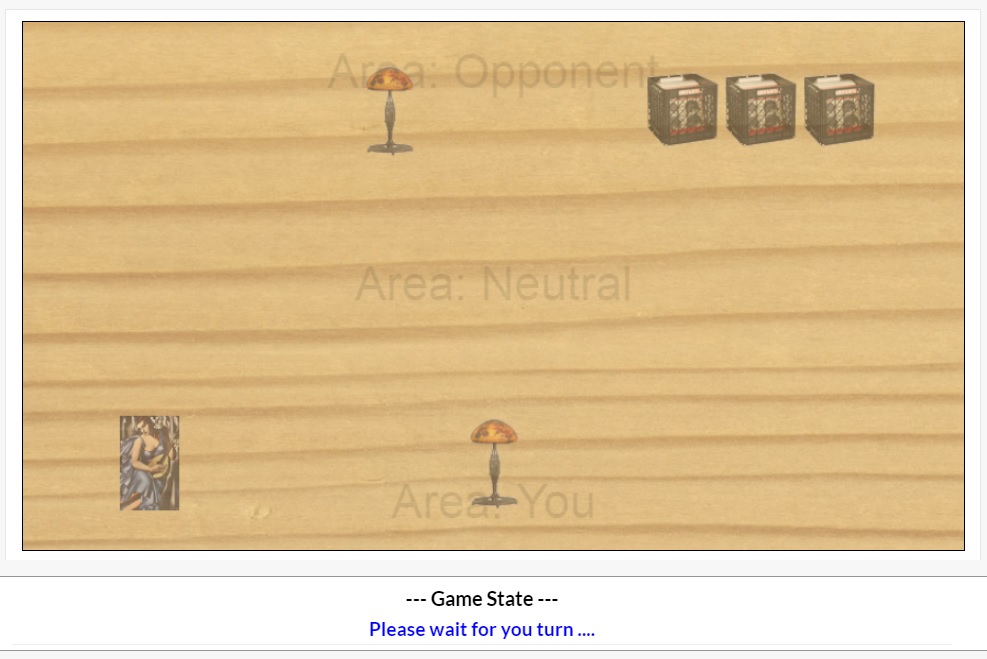 Area: Opponent
Area: Neutral
Area: You
--- Game State ---
Please wait for you turn ....